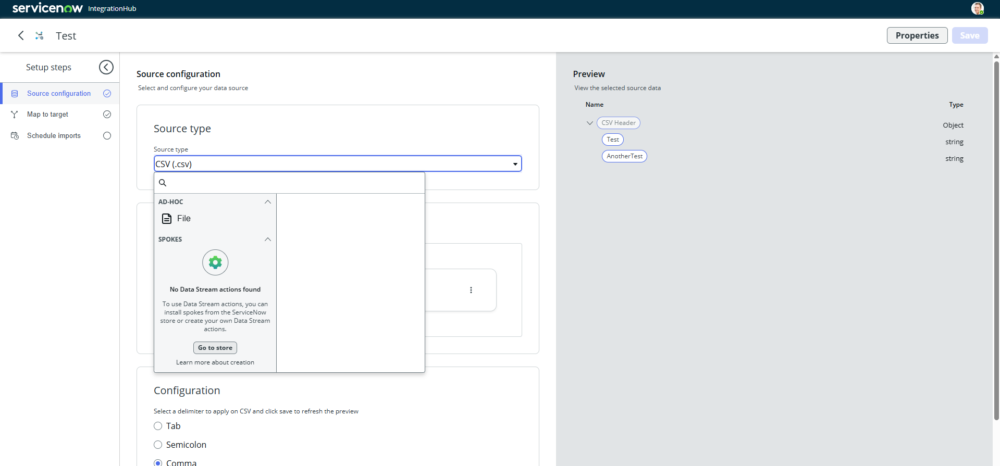 servicenow IntegrationHub
Test
Properties
Save
Setup steps
Source configuration
Map to target
Schedule imports
Source configuration
Select and configure your data source
Source type
Source type
CSV (.csv)
AD-HOC
File
SPOKES
No Data Stream actions found
To use Data Stream actions, you can
install spokes from the ServiceNow
store or create your own Data Stream
actions.
Go to store
Learn more about creation
Configuration
Select a delimiter to apply on CSV and click save to refresh the preview
Tab
Semicolon
Comma
Preview
View the selected source data
Name Type
CSV Header Object
Test string
AnotherTest string